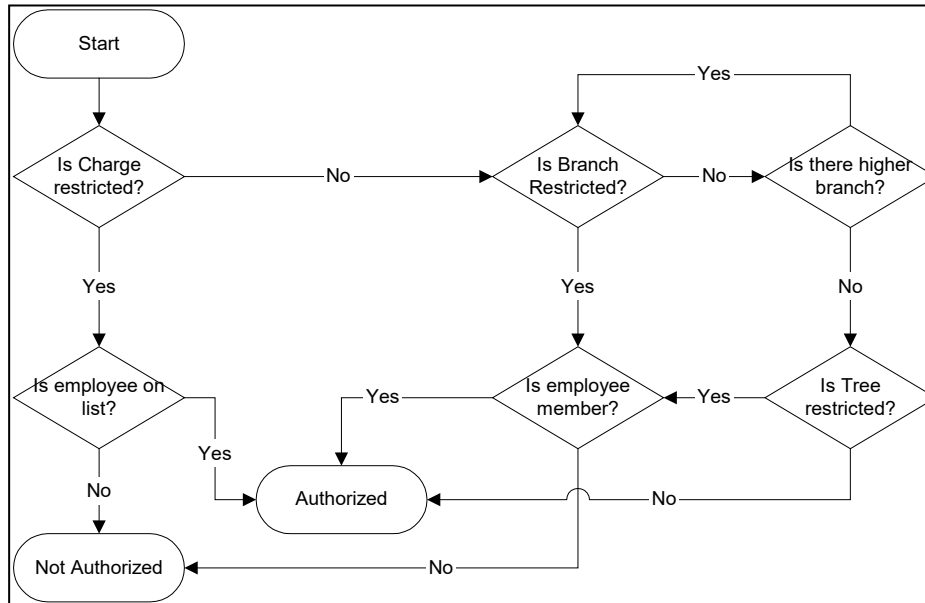 Start
Yes
Is Charge
restricted?
No
Is Branch
Restricted?
No
Is there higher
branch?
Yes
Yes
No
Is employee on
list?
Yes
Is employee
member?
Yes
Is Tree
restricted?
Yes
No
Authorized
No
Not Authorized
No